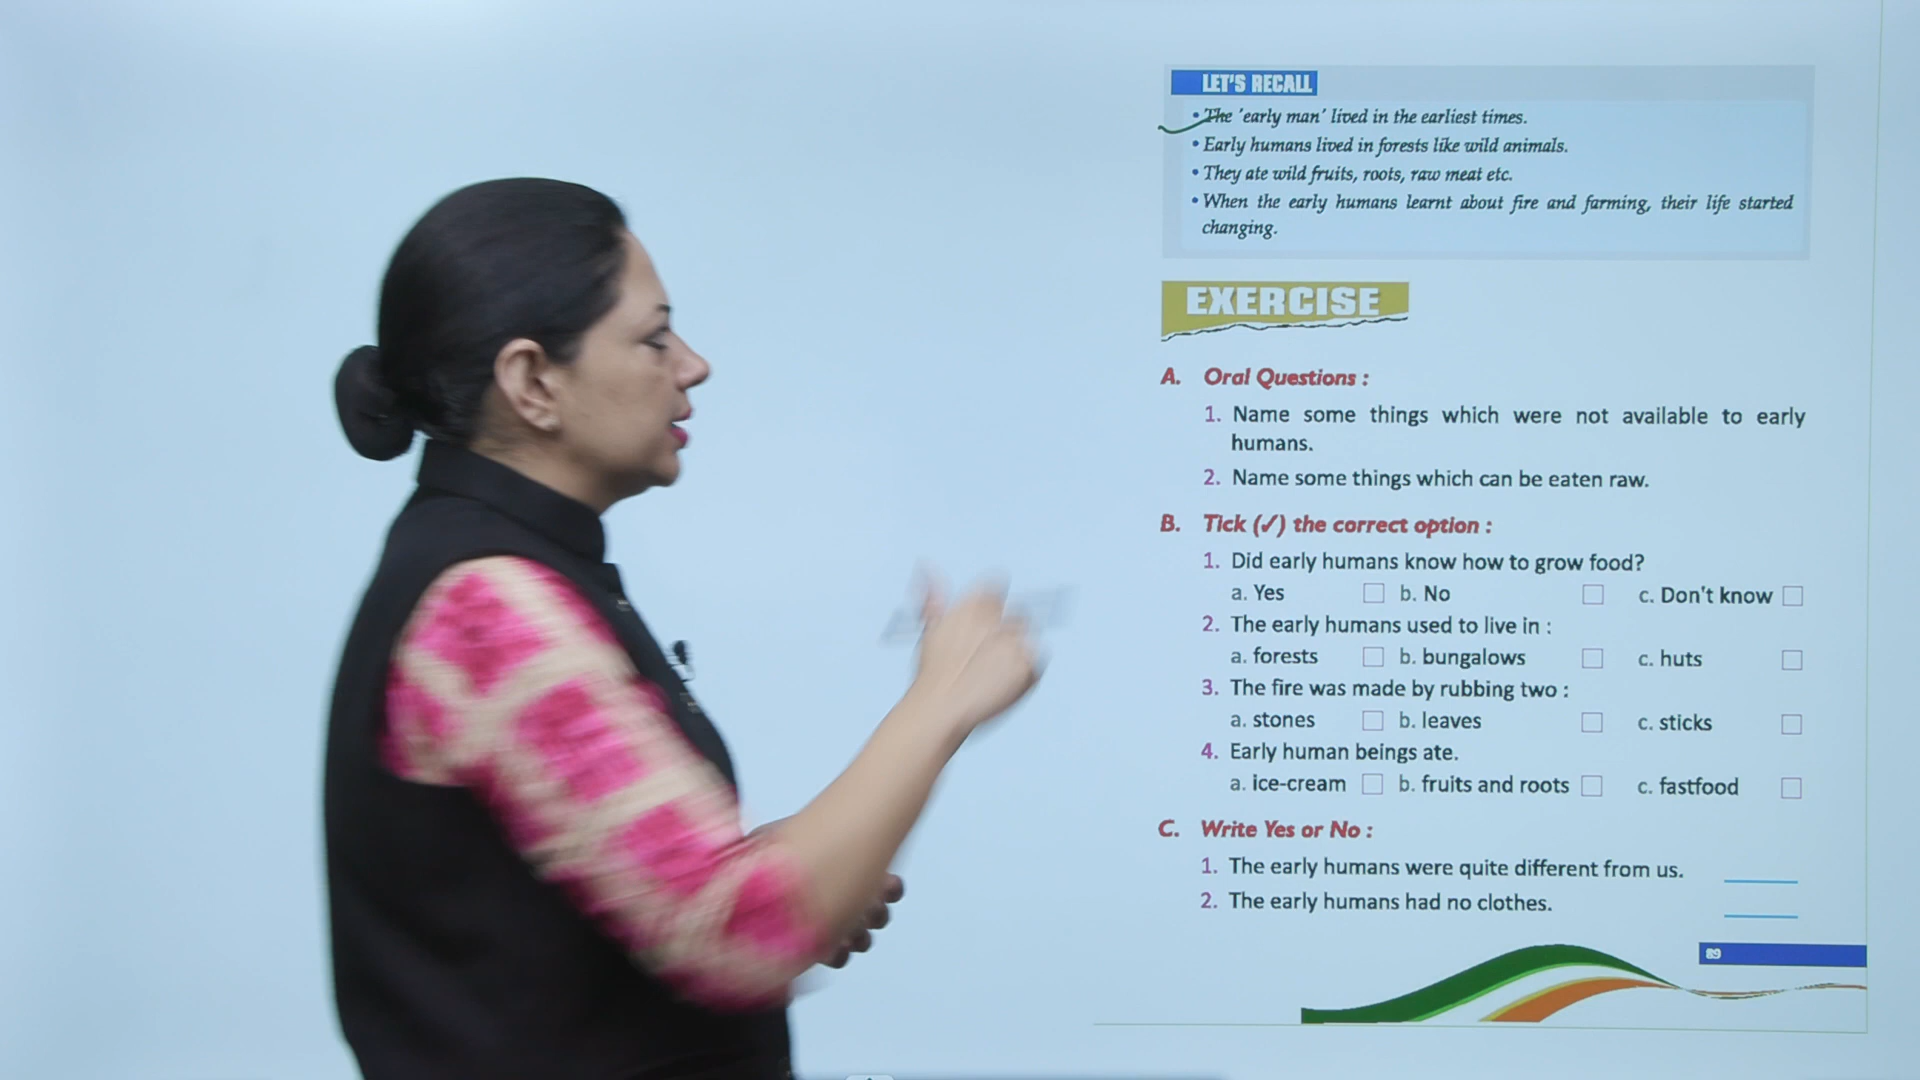 LET'S RECALL
• The 'early man' lived in the earliest times.
• Early humans lived in forests like wild animals.
• They ate wild fruits, roots, raw meat etc.
• When the early humans learnt about fire and farming, their life started
changing.
EXERCISE
A. Oral Questions :
1. Name some things which were not available to early
humans.
2. Name some things which can be eaten raw.
B. Tick (✓) the correct option :
1. Did early humans know how to grow food?
a. Yes b. No c. Don't know
2. The early humans used to live in :
a. forests b. bungalows c. huts
3. The fire was made by rubbing two :
a. stones b. leaves c. sticks
4. Early human beings ate.
a. ice-cream b. fruits and roots c. fastfood
C. Write Yes or No :
1. The early humans were quite different from us.
2. The early humans had no clothes.
89